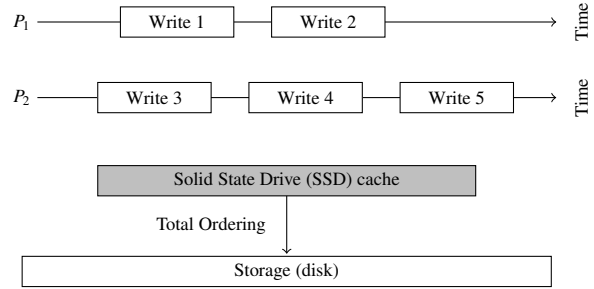 P1 Write 1 Write 2 Time
P2 Write 3 Write 4 Write 5 Time
Solid State Drive (SSD) cache
Total Ordering
Storage (disk)